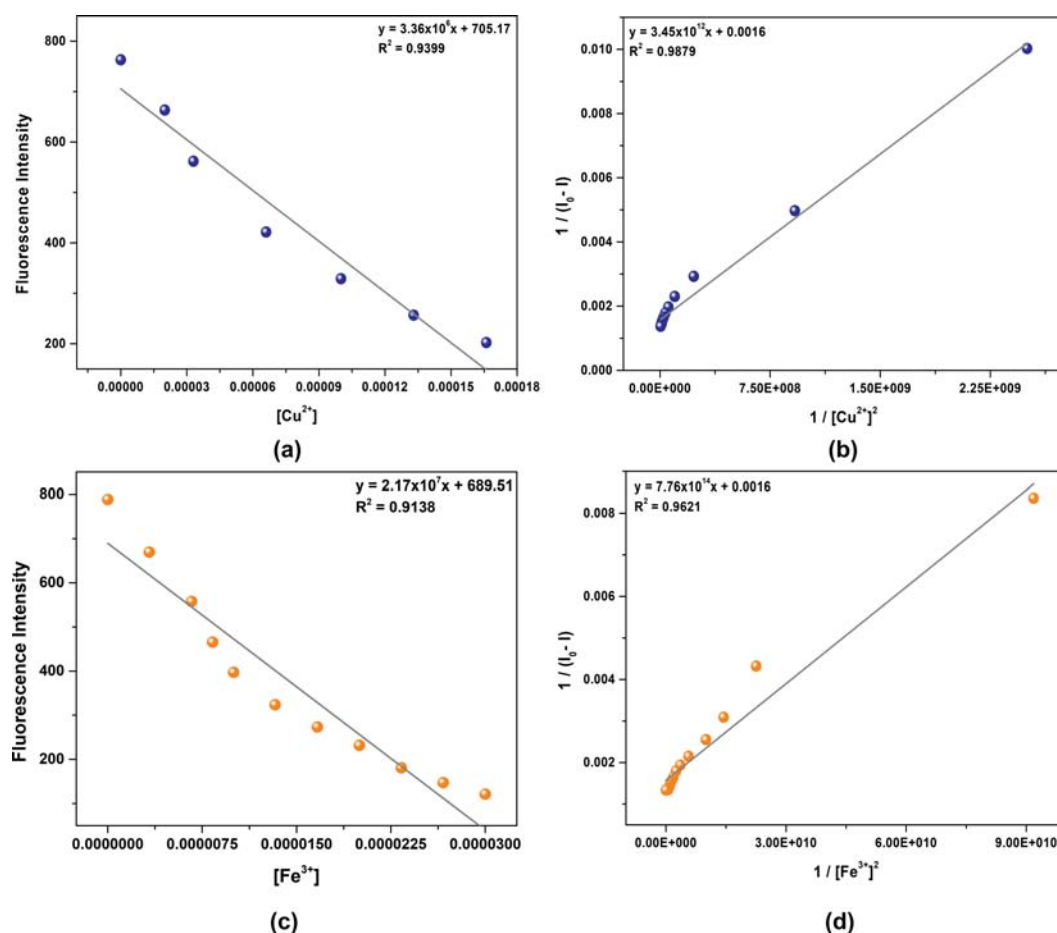 y = 3.36x10⁶x + 705.17
R² = 0.9399
800
600
400
200
Fluorescence Intensity
0.00000
0.00003
0.00006
0.00009
0.00012
0.00015
0.00018
[Cu²⁺]
(a)
y = 3.45x10¹²x + 0.0016
R² = 0.9879
0.010
0.008
0.006
0.004
0.002
0.000
1 / (I₀- I)
0.00E+000
7.50E+008
1.50E+009
2.25E+009
1 / [Cu²⁺]²
(b)
y = 2.17x10⁷x + 689.51
R² = 0.9138
800
600
400
200
Fluorescence Intensity
0.0000000
0.0000075
0.0000150
0.0000225
0.0000300
[Fe³⁺]
(c)
y = 7.76x10¹⁴x + 0.0016
R² = 0.9621
0.008
0.006
0.004
0.002
1 / (I₀- I)
0.00E+000
3.00E+010
6.00E+010
9.00E+010
1 / [Fe³⁺]²
(d)